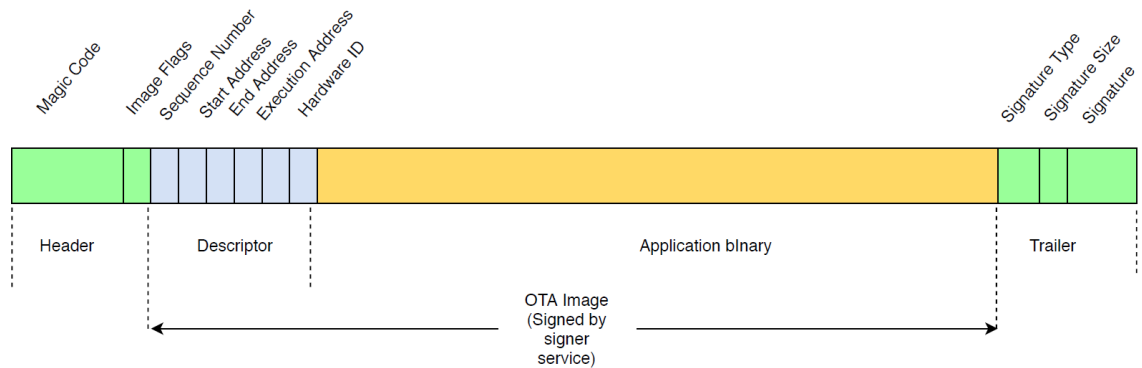 Magic Code
Image Flags
Sequence Number
Start Address
End Address
Execution Address
Hardware ID
Signature Type
Signature Size
Signature
Header
Descriptor
Application bInary
Trailer
OTA Image
(Signed by
signer
service)